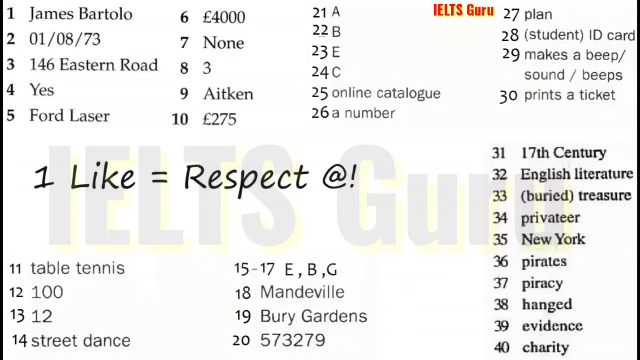 1 James Bartolo
2 01/08/73
3 146 Eastern Road
4 Yes
5 Ford Laser
6 £4000
7 None
8 3
9 Aitken
10 £275
21 A
22 B
23 E
24 C
25 online catalogue
26 a number
IELTS Guru
27 plan
28 (student) ID card
29 makes a beep/
sound / beeps
30 prints a ticket
1 Like = Respect @!
IELTS Guru
11 table tennis
12 100
13 12
14 street dance
15-17 E , B ,G
18 Mandeville
19 Bury Gardens
20 573279
31 17th Century
32 English literature
33 (buried) treasure
34 privateer
35 New York
36 pirates
37 piracy
38 hanged
39 evidence
40 charity